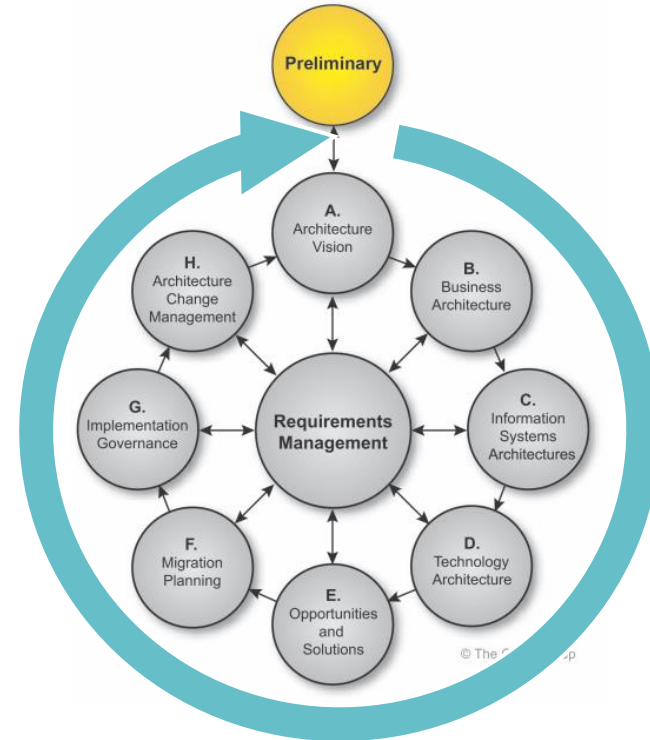 Preliminary
A.
Architecture
Vision
B.
Business
Architecture
C.
Information
Systems
Architectures
D.
Technology
Architecture
E.
Opportunities
and
Solutions
F.
Migration
Planning
G.
Implementation
Governance
H.
Architecture
Change
Management
Requirements
Management
© The